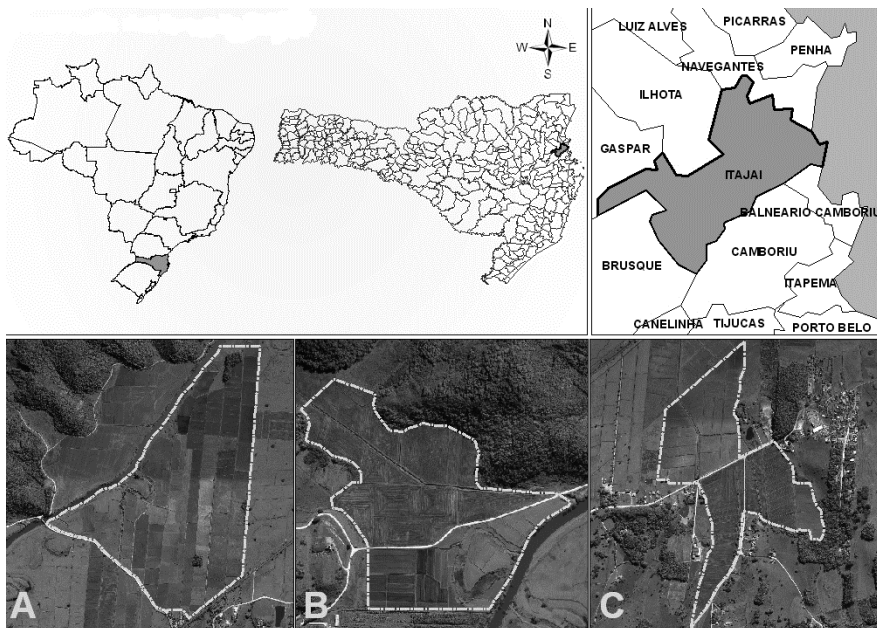 N
W E
S
LUIZ ALVES
PICARRAS
PENHA
NAVEGANTES
ILHOTA
GASPAR
ITAJAI
BALNEARIO CAMBORIU
CAMBORIU
BRUSQUE
ITAPEMA
CANELINHA
TIJUCAS
PORTO BELO
A
B
C